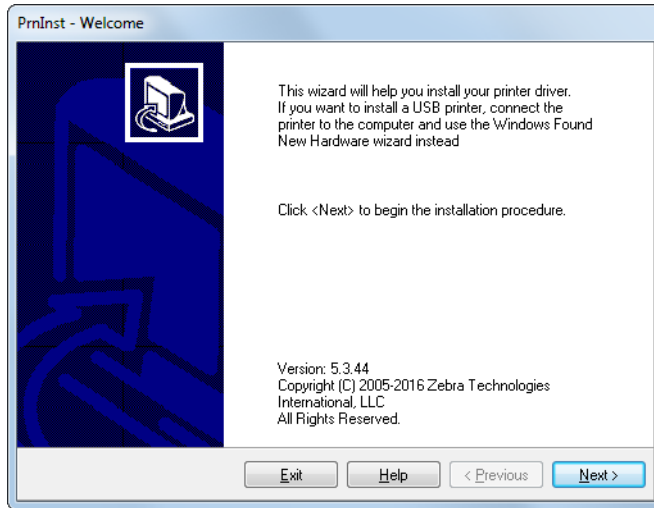 PrnInst - Welcome
This wizard will help you install your printer driver.
If you want to install a USB printer, connect the
printer to the computer and use the Windows Found
New Hardware wizard instead
Click <Next> to begin the installation procedure.
Version: 5.3.44
Copyright (C) 2005-2016 Zebra Technologies
International, LLC
All Rights Reserved.
Exit
Help
< Previous
Next >